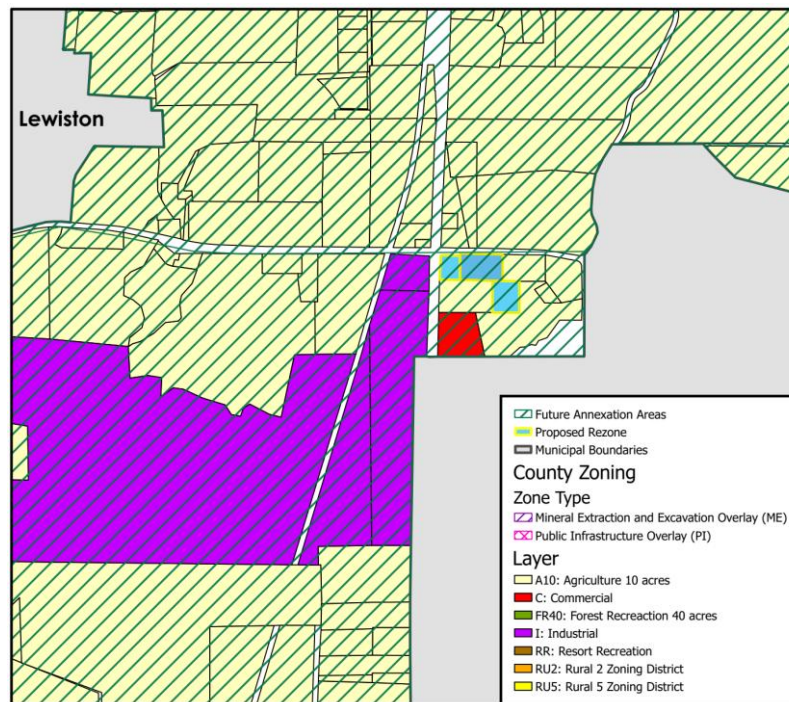 Lewiston
Future Annexation Areas
Proposed Rezone
Municipal Boundaries
County Zoning
Zone Type
Mineral Extraction and Excavation Overlay (ME)
Public Infrastructure Overlay (PI)
Layer
A10: Agriculture 10 acres
C: Commercial
FR40: Forest Recreaction 40 acres
I: Industrial
RR: Resort Recreation
RU2: Rural 2 Zoning District
RU5: Rural 5 Zoning District